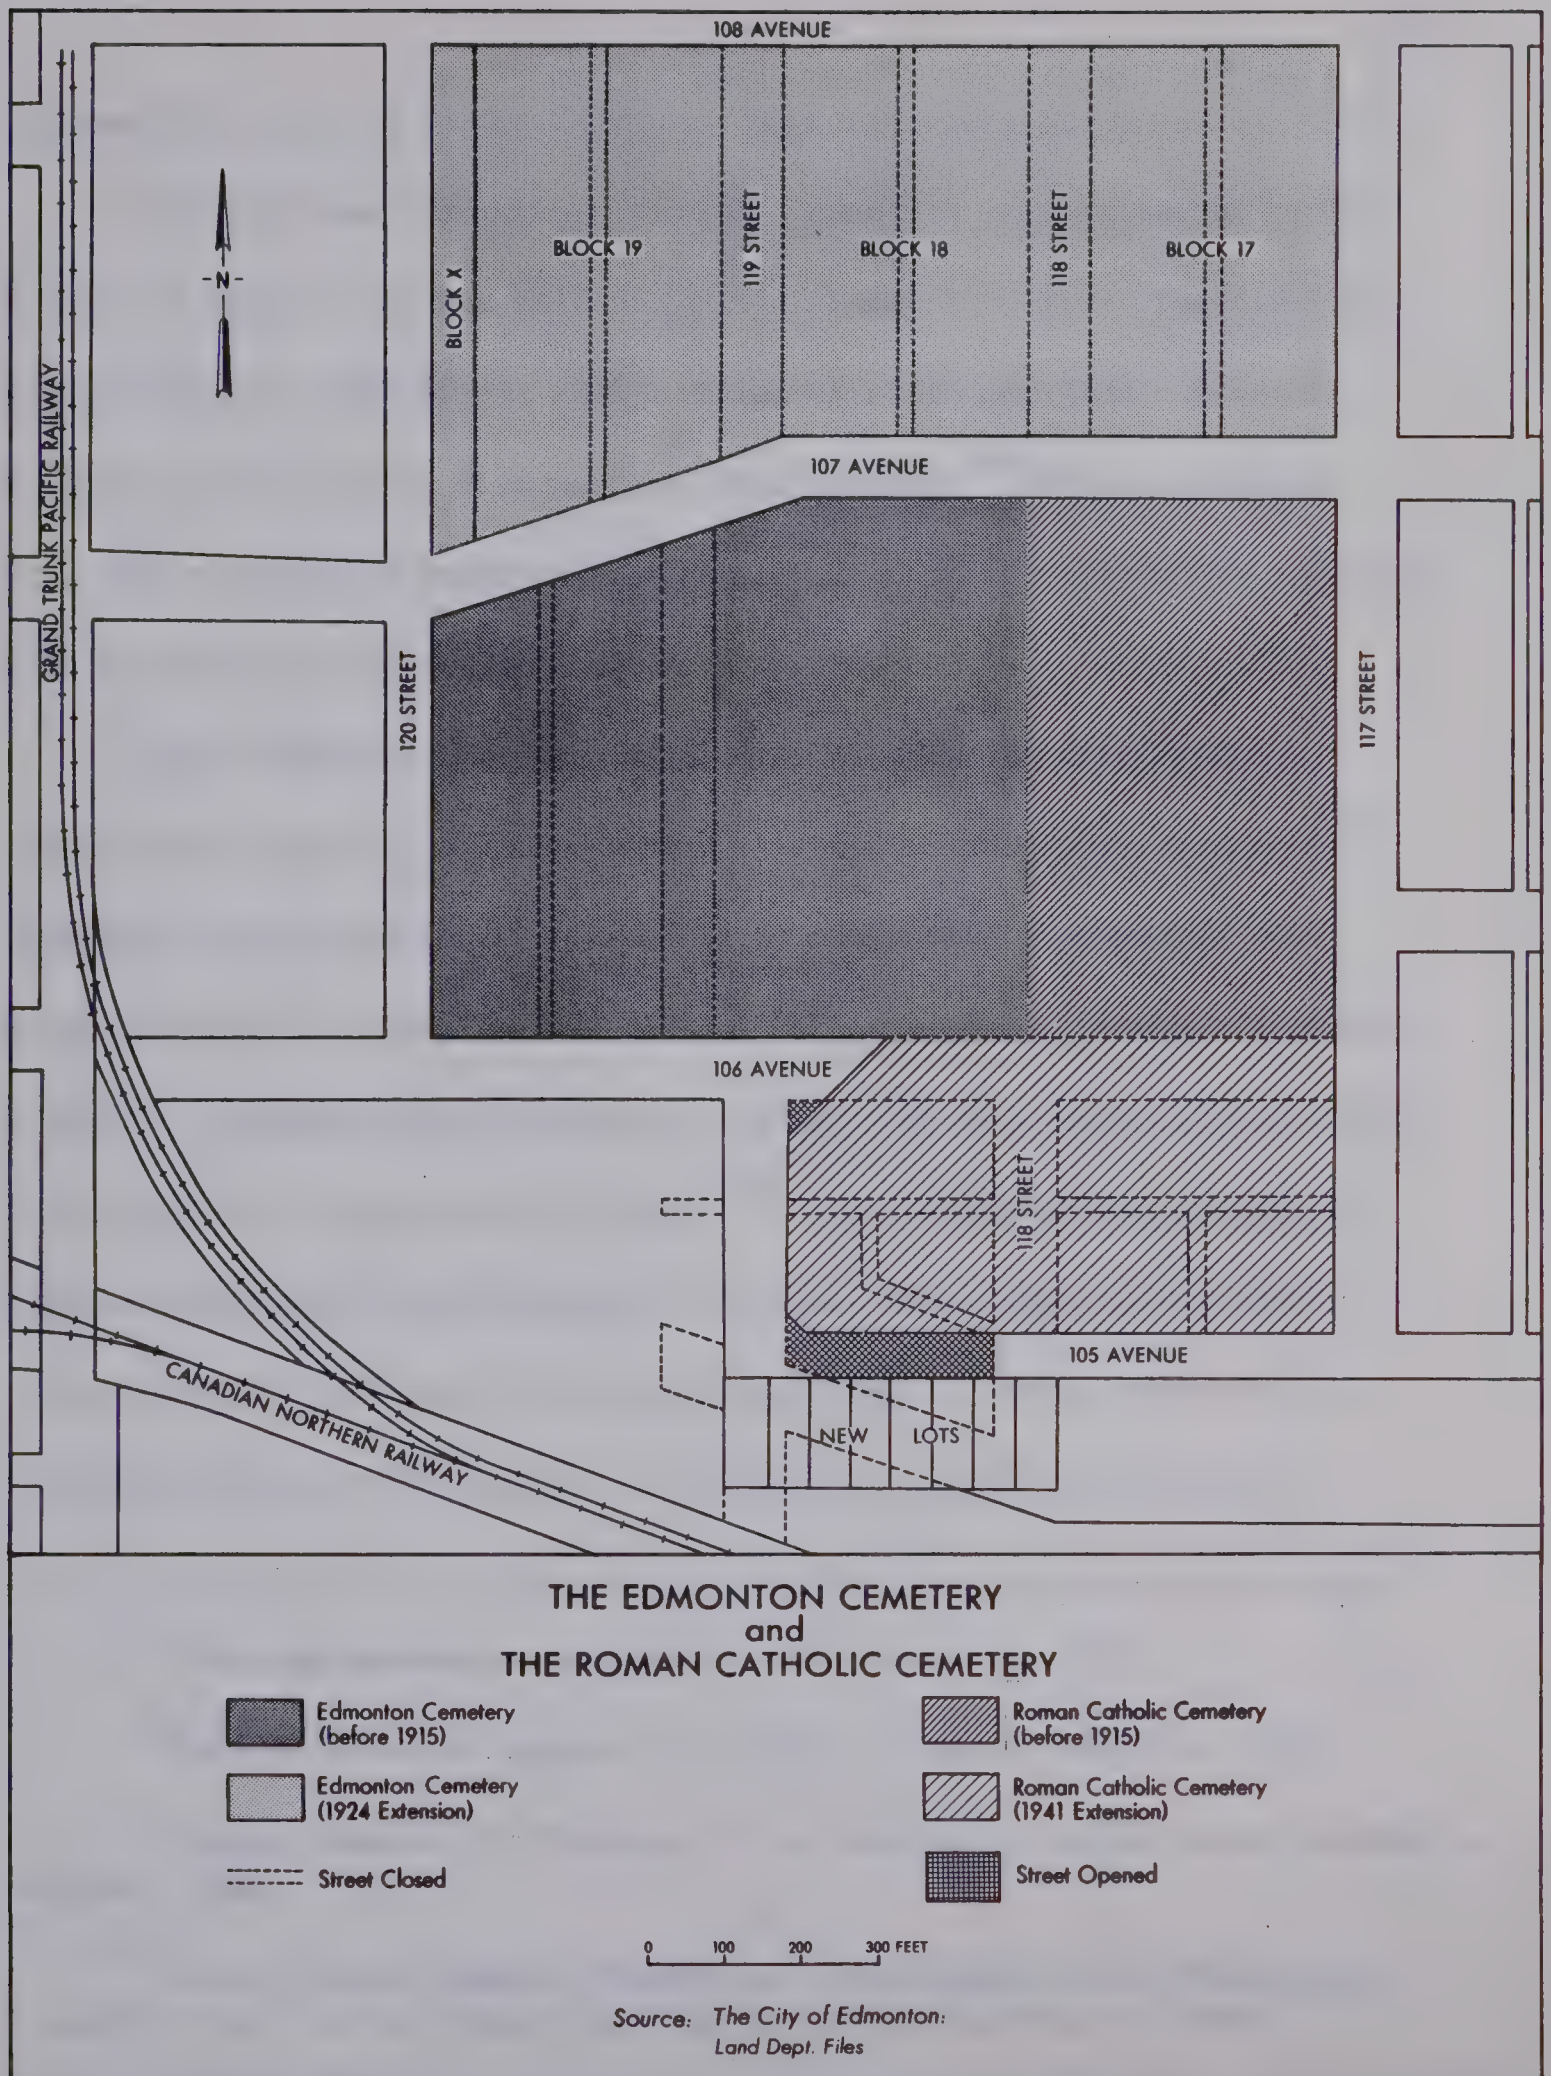 108 AVENUE
BLOCK X
BLOCK 19
119 STREET
BLOCK 18
118 STREET
BLOCK 17
-N-
GRAND TRUNK PACIFIC RAILWAY
107 AVENUE
120 STREET
117 STREET
106 AVENUE
118 STREET
105 AVENUE
CANADIAN NORTHERN RAILWAY
NEW LOTS
THE EDMONTON CEMETERY
and
THE ROMAN CATHOLIC CEMETERY
Edmonton Cemetery
(before 1915)
Roman Catholic Cemetery
(before 1915)
Edmonton Cemetery
(1924 Extension)
Roman Catholic Cemetery
(1941 Extension)
Street Closed
Street Opened
0 100 200 300 FEET
Source: The City of Edmonton:
Land Dept. Files